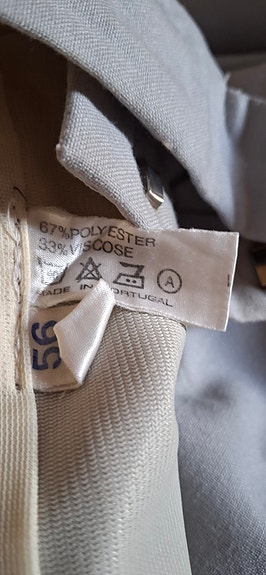 67% POLYESTER
33% VISCOSE
A
MADE IN PORTUGAL
56